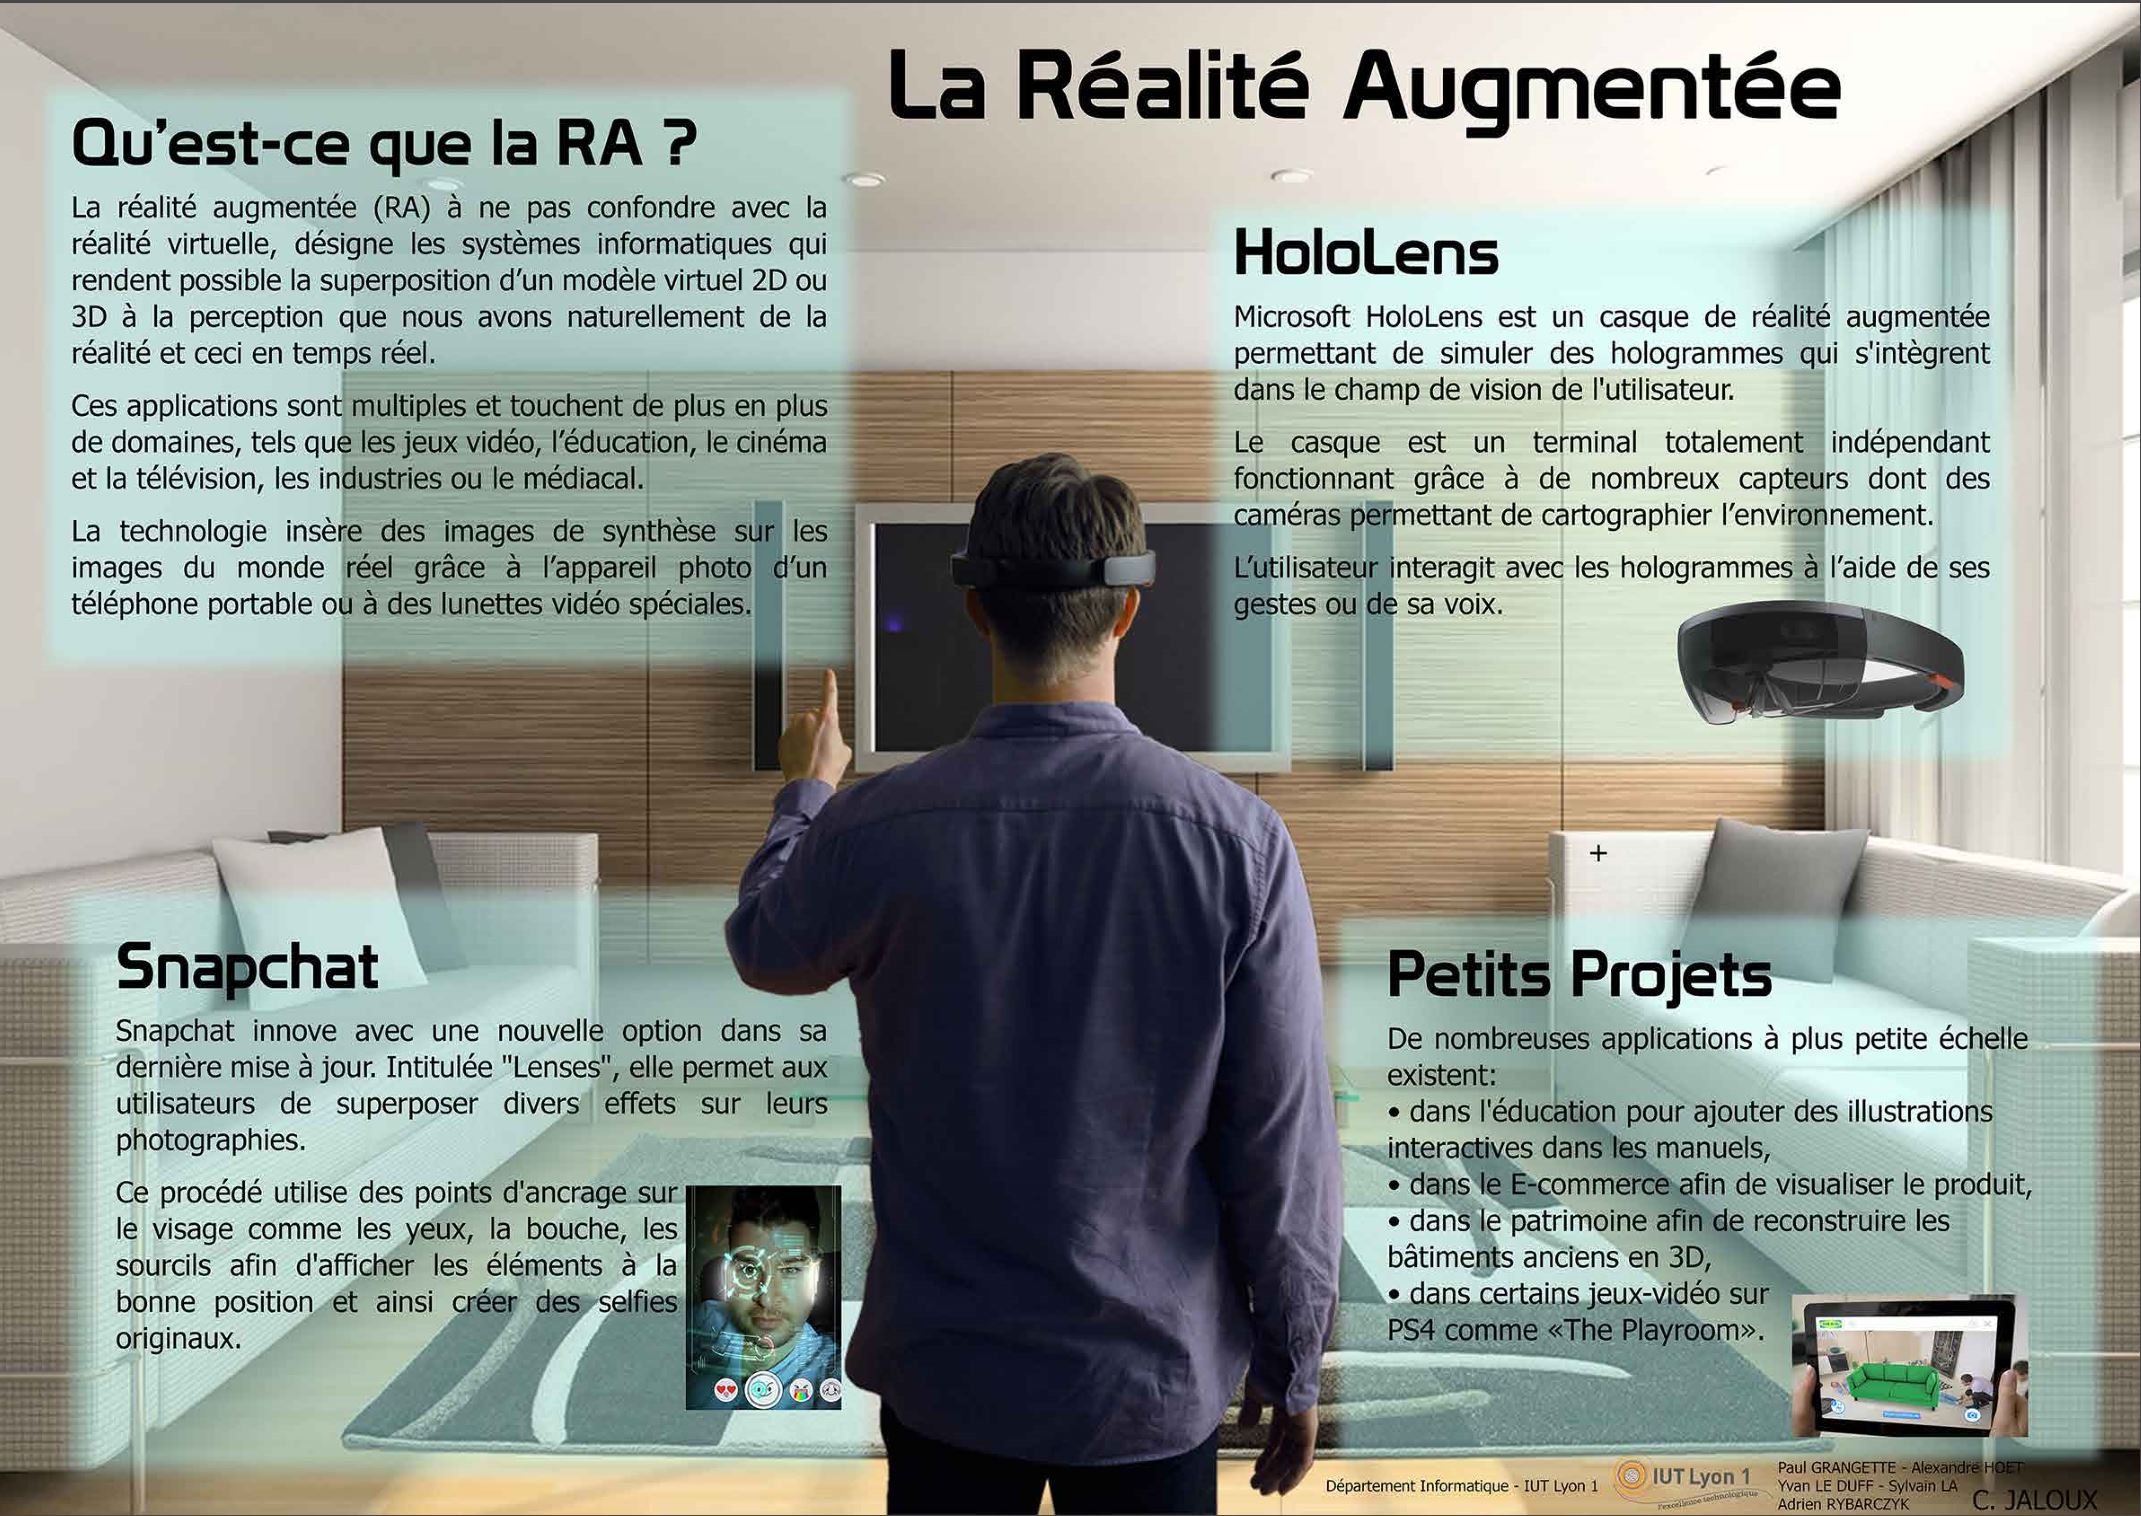 La Réalité Augmentée
Qu’est-ce que la RA ?
La réalité augmentée (RA) à ne pas confondre avec la
réalité virtuelle, désigne les systèmes informatiques qui
rendent possible la superposition d’un modèle virtuel 2D ou
3D à la perception que nous avons naturellement de la
réalité et ceci en temps réel.
Ces applications sont multiples et touchent de plus en plus
de domaines, tels que les jeux vidéo, l’éducation, le cinéma
et la télévision, les industries ou le médiacal.
La technologie insère des images de synthèse sur les
images du monde réel grâce à l’appareil photo d’un
téléphone portable ou à des lunettes vidéo spéciales.
HoloLens
Microsoft HoloLens est un casque de réalité augmentée
permettant de simuler des hologrammes qui s'intègrent
dans le champ de vision de l'utilisateur.
Le casque est un terminal totalement indépendant
fonctionnant grâce à de nombreux capteurs dont des
caméras permettant de cartographier l’environnement.
L’utilisateur interagit avec les hologrammes à l’aide de ses
gestes ou de sa voix.
+
Snapchat
Snapchat innove avec une nouvelle option dans sa
dernière mise à jour. Intitulée "Lenses", elle permet aux
utilisateurs de superposer divers effets sur leurs
photographies.
Ce procédé utilise des points d'ancrage sur
le visage comme les yeux, la bouche, les
sourcils afin d'afficher les éléments à la
bonne position et ainsi créer des selfies
originaux.
Petits Projets
De nombreuses applications à plus petite échelle
existent:
• dans l'éducation pour ajouter des illustrations
interactives dans les manuels,
• dans le E-commerce afin de visualiser le produit,
• dans le patrimoine afin de reconstruire les
bâtiments anciens en 3D,
• dans certains jeux-vidéo sur
PS4 comme «The Playroom».
Département Informatique - IUT Lyon 1
IUT Lyon 1
l'excellence technologique
Paul GRANGETTE - Alexandre HOET
Yvan LE DUFF - Sylvain LA
Adrien RYBARCZYK
C. JALOUX